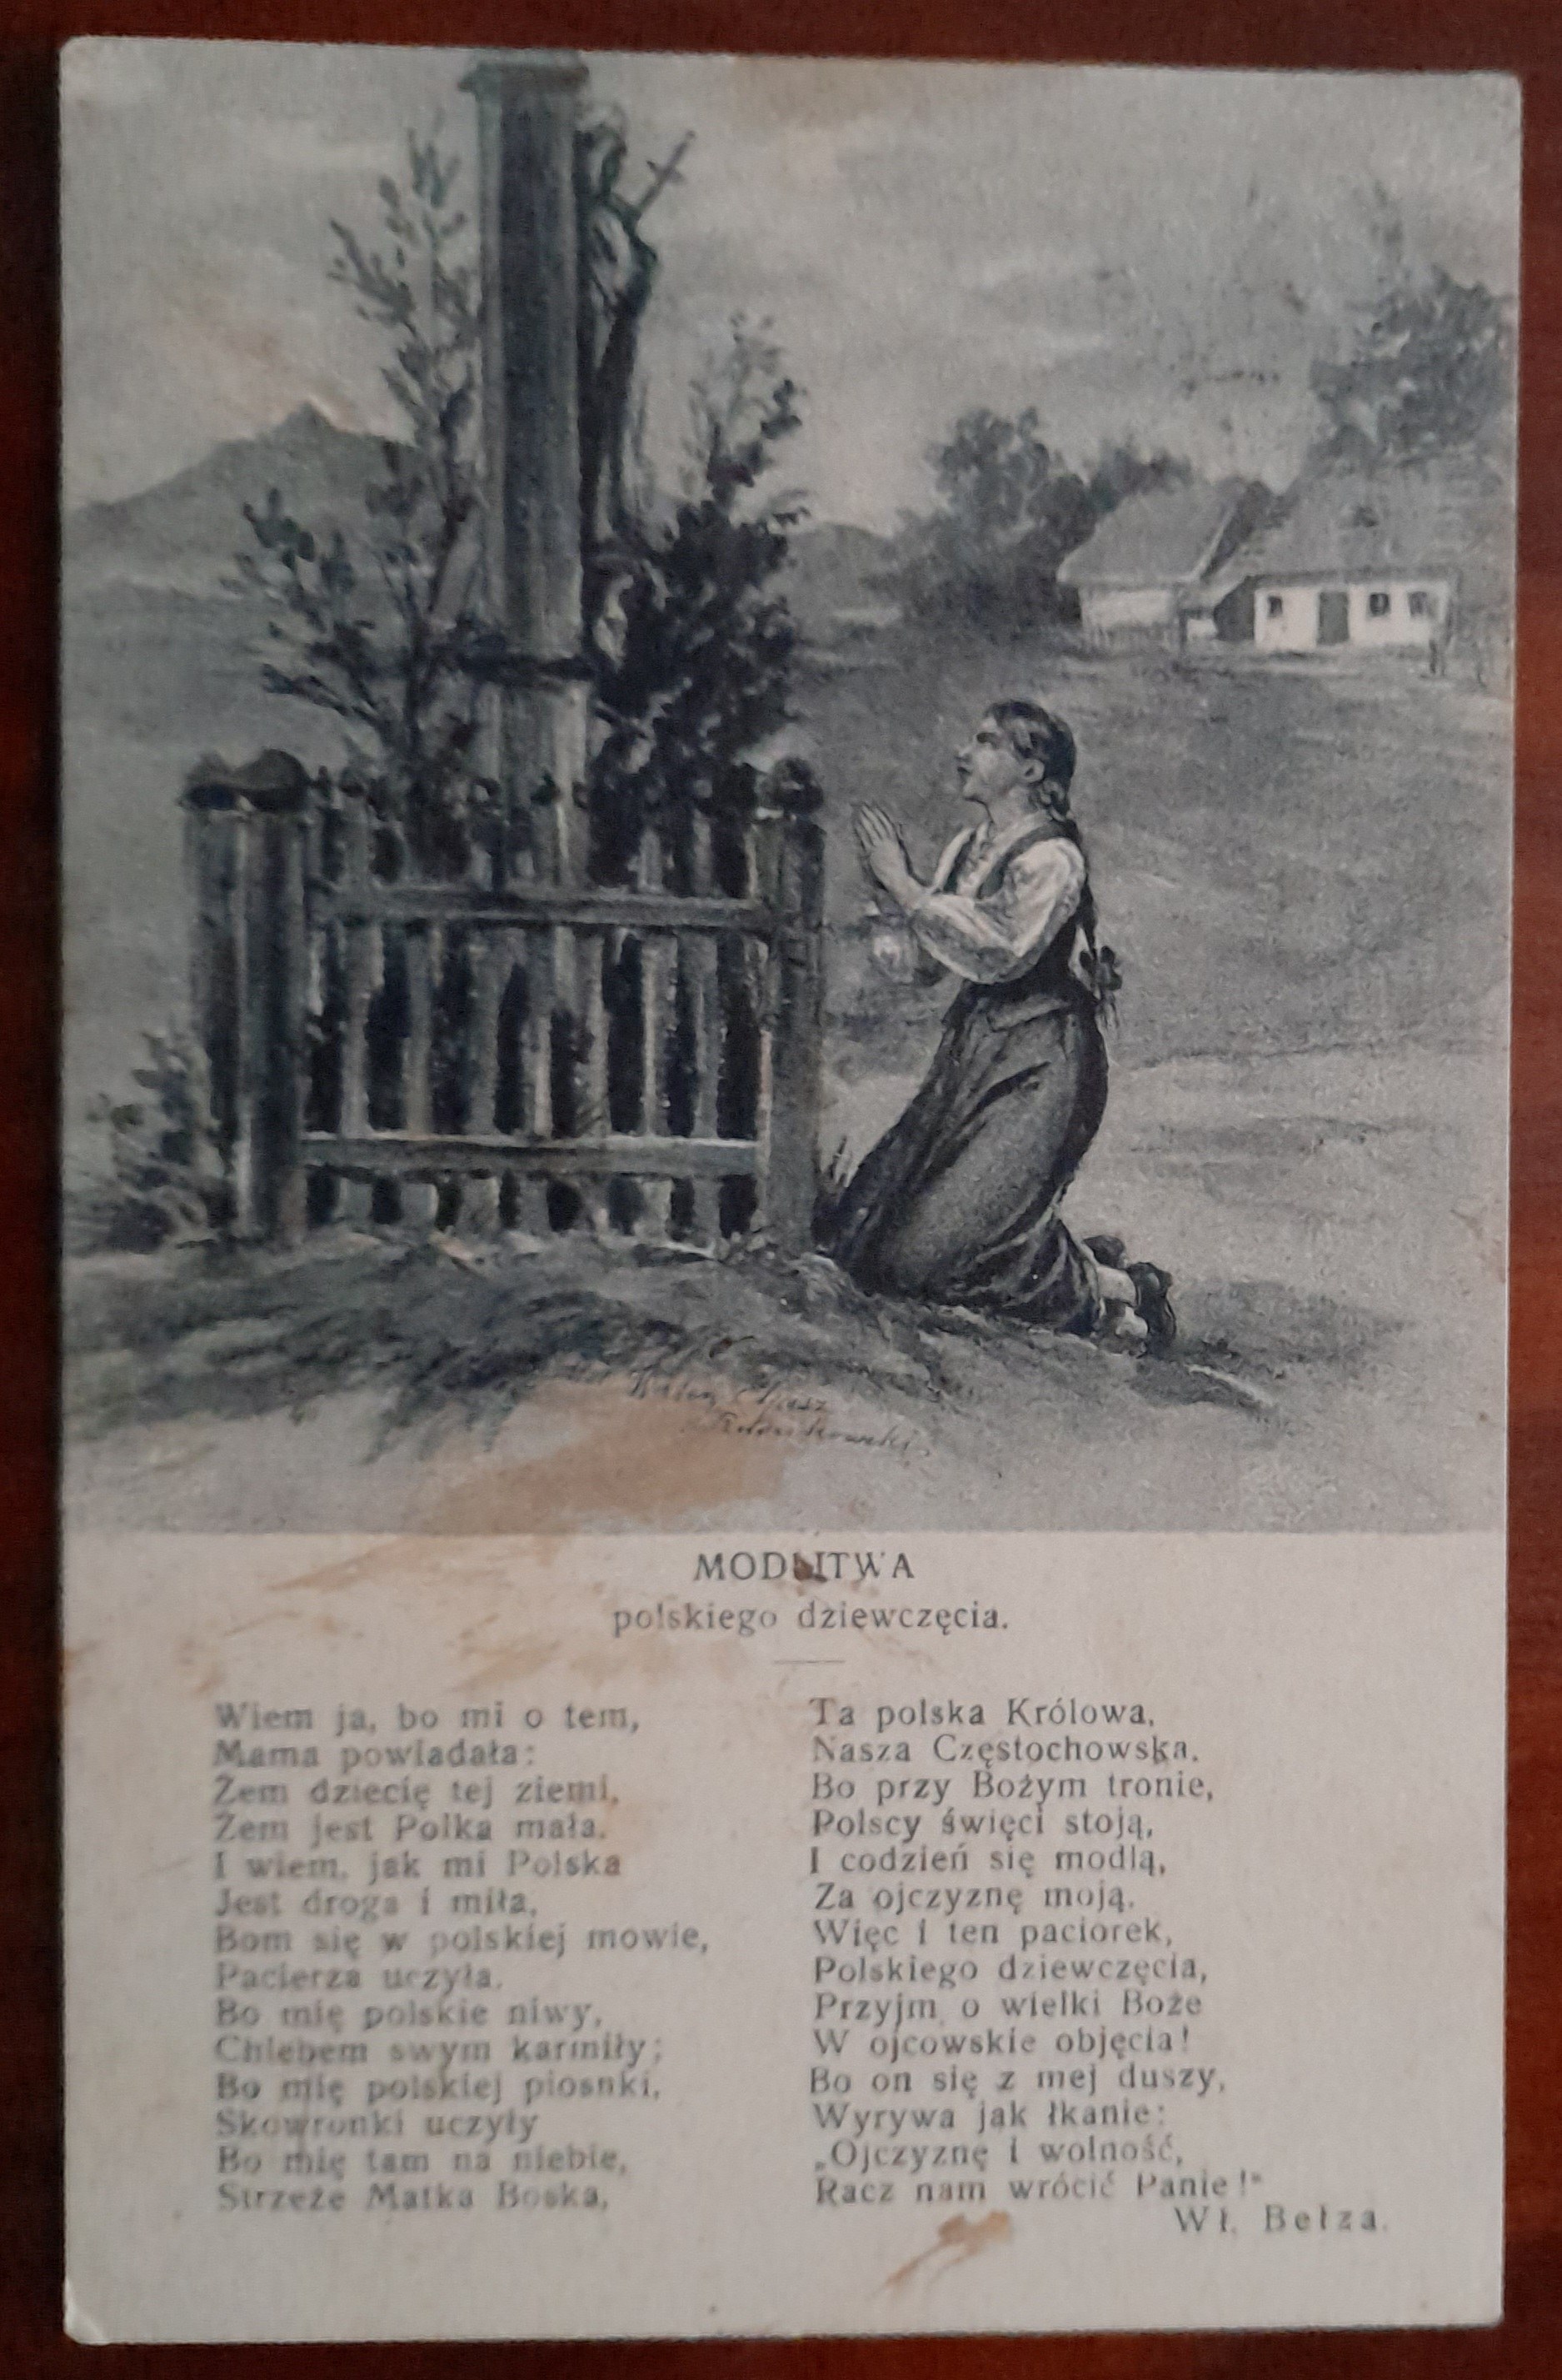 Walery Eljasz
Radzikowski.
MODLITWA
polskiego dziewczęcia.
Wiem ja, bo mi o tem,
Mama powiadała:
Żem dziecię tej ziemi,
Żem jest Polka mała.
I wiem, jak mi Polska
Jest droga i miła,
Bom się w polskiej mowie,
Pacierza uczyła.
Bo mię polskie niwy,
Chlebem swym karmiły;
Bo mię polskiej piosnki,
Skowronki uczyły
Bo mię tam na niebie,
Strzeże Matka Boska,
Ta polska Królowa,
Nasza Częstochowska.
Bo przy Bożym tronie,
Polscy święci stoją,
I codzień się modlą,
Za ojczyznę moją.
Więc i ten paciorek,
Polskiego dziewczęcia,
Przyjm o wielki Boże
W ojcowskie objęcia!
Bo on się z mej duszy,
Wyrywa jak łkanie:
„Ojczyznę i wolność,
Racz nam wrócić Panie!"
Wł. Bełza.